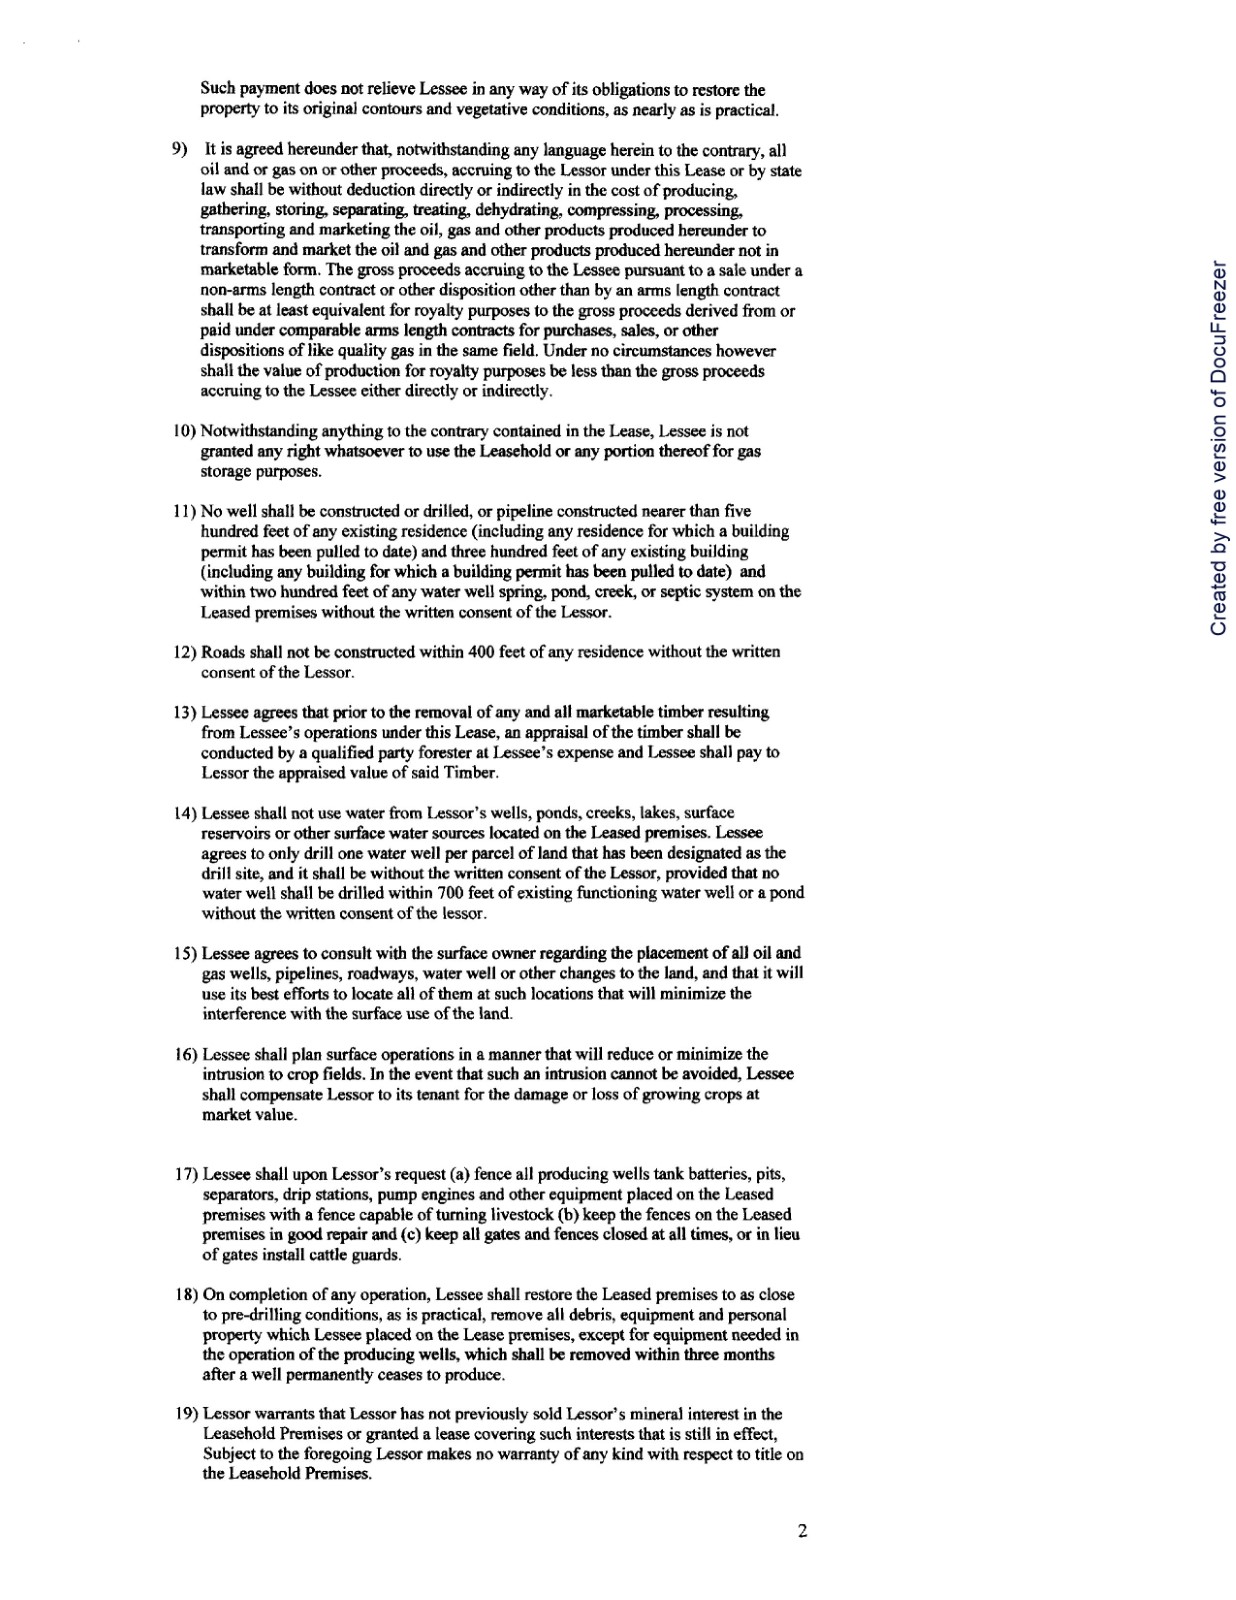 Such payment does not relieve Lessee in any way of its obligations to restore the
property to its original contours and vegetative conditions, as nearly as is practical.
9) It is agreed hereunder that, notwithstanding any language herein to the contrary, all
oil and or gas on or other proceeds, accruing to the Lessor under this Lease or by state
law shall be without deduction directly or indirectly in the cost of producing,
gathering, storing, separating, treating, dehydrating, compressing, processing,
transporting and marketing the oil, gas and other products produced hereunder to
transform and market the oil and gas and other products produced hereunder not in
marketable form. The gross proceeds accruing to the Lessee pursuant to a sale under a
non-arms length contract or other disposition other than by an arms length contract
shall be at least equivalent for royalty purposes to the gross proceeds derived from or
paid under comparable arms length contracts for purchases, sales, or other
dispositions of like quality gas in the same field. Under no circumstances however
shall the value of production for royalty purposes be less than the gross proceeds
accruing to the Lessee either directly or indirectly.
10) Notwithstanding anything to the contrary contained in the Lease, Lessee is not
granted any right whatsoever to use the Leasehold or any portion thereof for gas
storage purposes.
11) No well shall be constructed or drilled, or pipeline constructed nearer than five
hundred feet of any existing residence (including any residence for which a building
permit has been pulled to date) and three hundred feet of any existing building
(including any building for which a building permit has been pulled to date) and
within two hundred feet of any water well spring, pond, creek, or septic system on the
Leased premises without the written consent of the Lessor.
12) Roads shall not be constructed within 400 feet of any residence without the written
consent of the Lessor.
13) Lessee agrees that prior to the removal of any and all marketable timber resulting
from Lessee's operations under this Lease, an appraisal of the timber shall be
conducted by a qualified party forester at Lessee's expense and Lessee shall pay to
Lessor the appraised value of said Timber.
14) Lessee shall not use water from Lessor's wells, ponds, creeks, lakes, surface
reservoirs or other surface water sources located on the Leased premises. Lessee
agrees to only drill one water well per parcel of land that has been designated as the
drill site, and it shall be without the written consent of the Lessor, provided that no
water well shall be drilled within 700 feet of existing functioning water well or a pond
without the written consent of the lessor.
15) Lessee agrees to consult with the surface owner regarding the placement of all oil and
gas wells, pipelines, roadways, water well or other changes to the land, and that it will
use its best efforts to locate all of them at such locations that will minimize the
interference with the surface use of the land.
16) Lessee shall plan surface operations in a manner that will reduce or minimize the
intrusion to crop fields. In the event that such an intrusion cannot be avoided, Lessee
shall compensate Lessor to its tenant for the damage or loss of growing crops at
market value.
17) Lessee shall upon Lessor's request (a) fence all producing wells tank batteries, pits,
separators, drip stations, pump engines and other equipment placed on the Leased
premises with a fence capable of turning livestock (b) keep the fences on the Leased
premises in good repair and (c) keep all gates and fences closed at all times, or in lieu
of gates install cattle guards.
18) On completion of any operation, Lessee shall restore the Leased premises to as close
to pre-drilling conditions, as is practical, remove all debris, equipment and personal
property which Lessee placed on the Lease premises, except for equipment needed in
the operation of the producing wells, which shall be removed within three months
after a well permanently ceases to produce.
19) Lessor warrants that Lessor has not previously sold Lessor's mineral interest in the
Leasehold Premises or granted a lease covering such interests that is still in effect,
Subject to the foregoing Lessor makes no warranty of any kind with respect to title on
the Leasehold Premises.
2
Created by free version of DocuFreezer